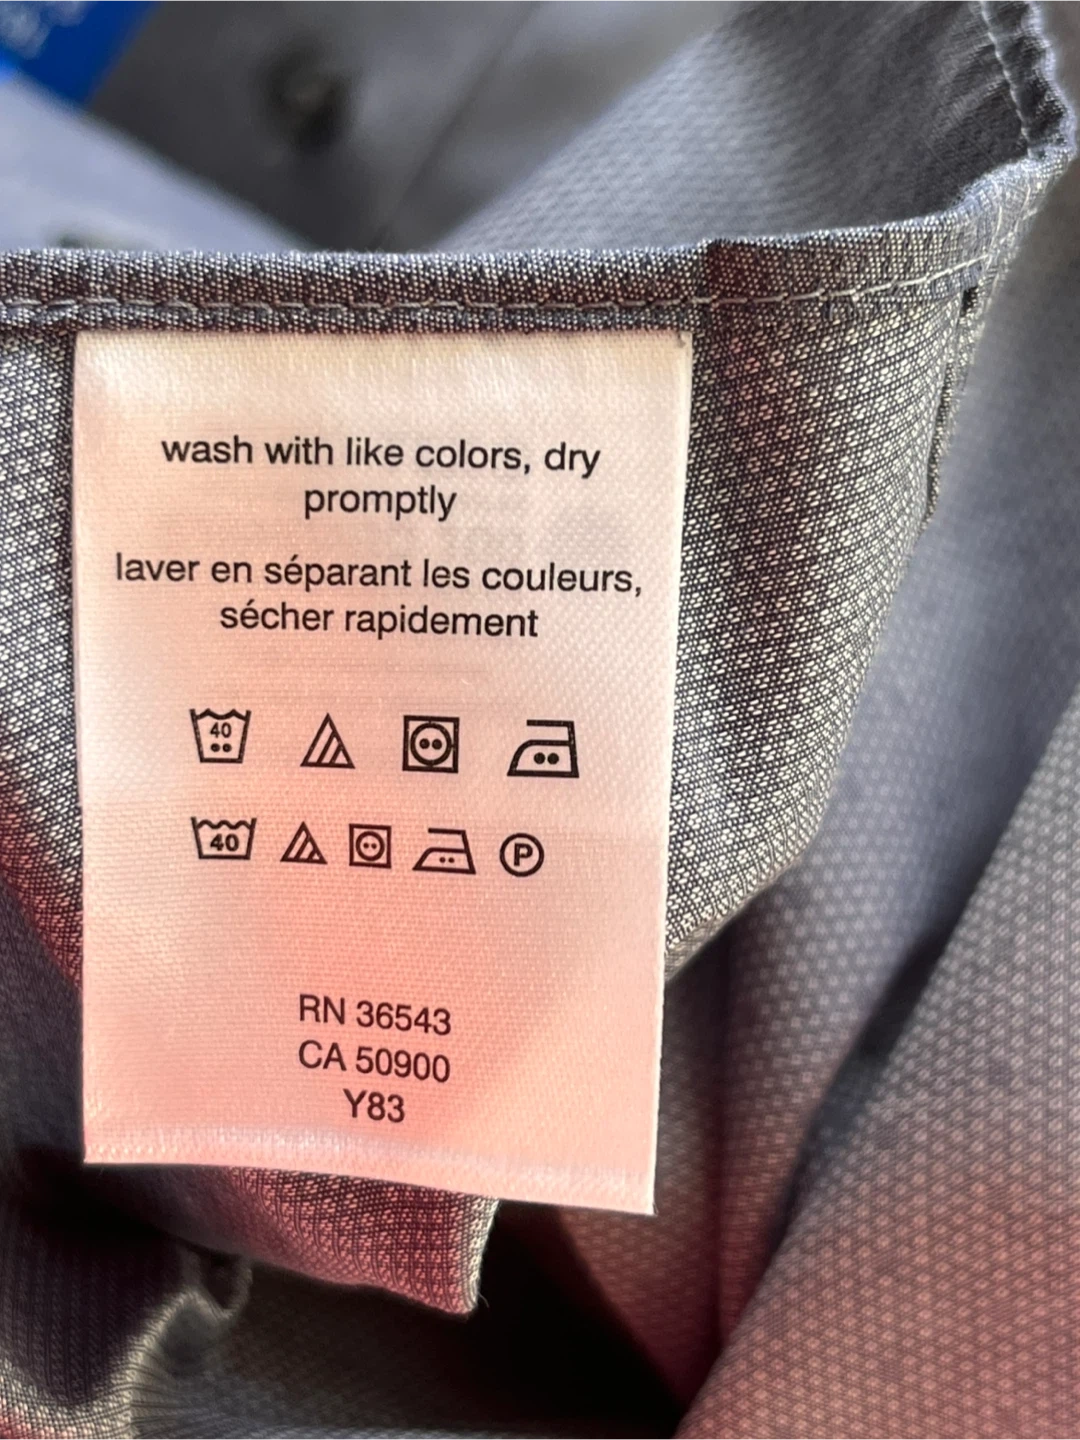 wash with like colors, dry
promptly
laver en séparant les couleurs,
sécher rapidement
40
40 P
RN 36543
CA 50900
Y83